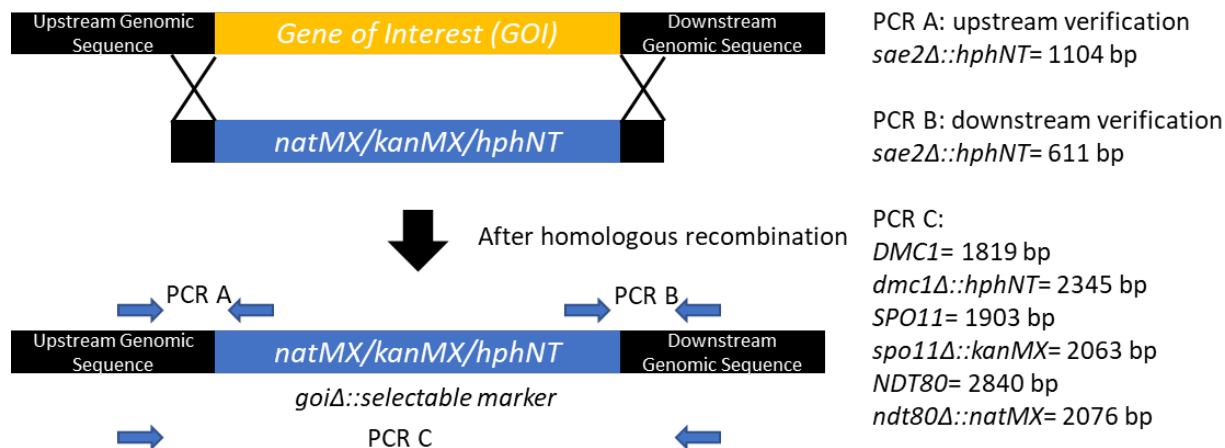 Upstream Genomic
Sequence
Gene of Interest (GOI)
Downstream
Genomic Sequence
natMX/kanMX/hphNT
After homologous recombination
PCR A
PCR B
Upstream Genomic
Sequence
natMX/kanMX/hphNT
Downstream
Genomic Sequence
goiΔ::selectable marker
PCR C
PCR A: upstream verification
sae2Δ::hphNT= 1104 bp
PCR B: downstream verification
sae2Δ::hphNT= 611 bp
PCR C:
DMC1= 1819 bp
dmc1Δ::hphNT= 2345 bp
SPO11= 1903 bp
spo11Δ::kanMX= 2063 bp
NDT80= 2840 bp
ndt80Δ::natMX= 2076 bp